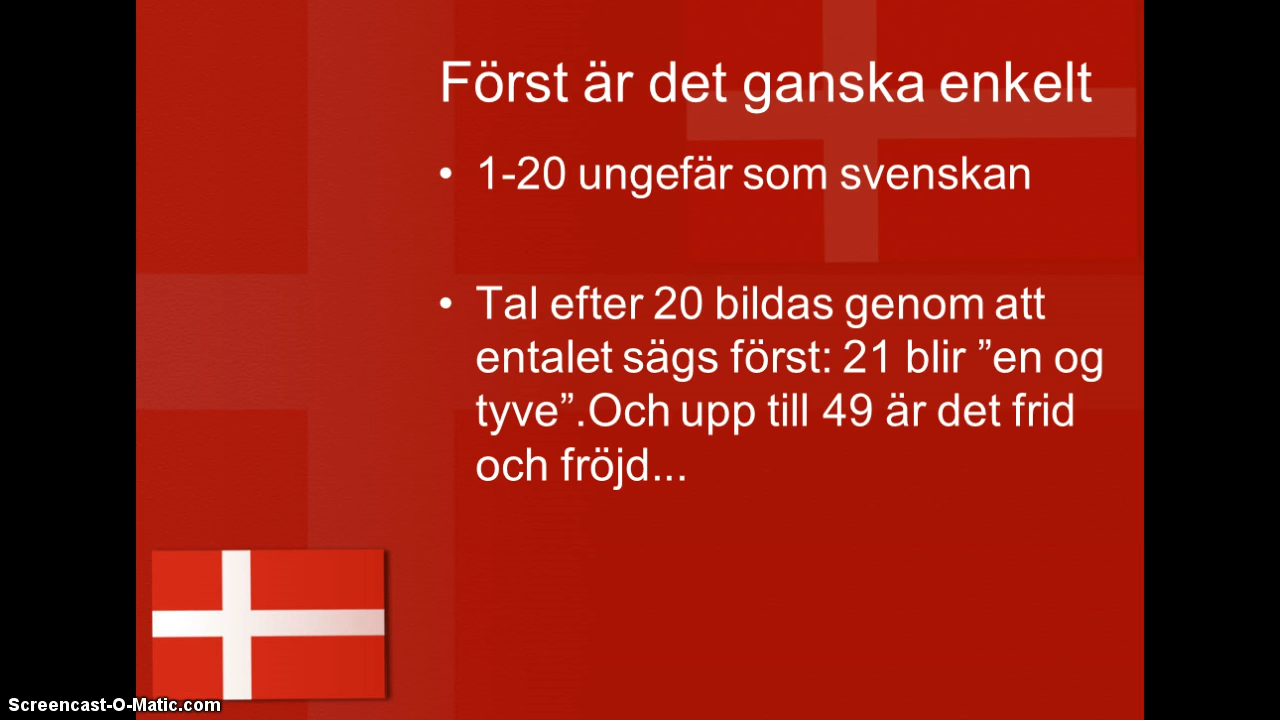 Först är det ganska enkelt
• 1-20 ungefär som svenskan
• Tal efter 20 bildas genom att
entalet sägs först: 21 blir ”en og
tyve”.Och upp till 49 är det frid
och fröjd...
Screencast-O-Matic.com